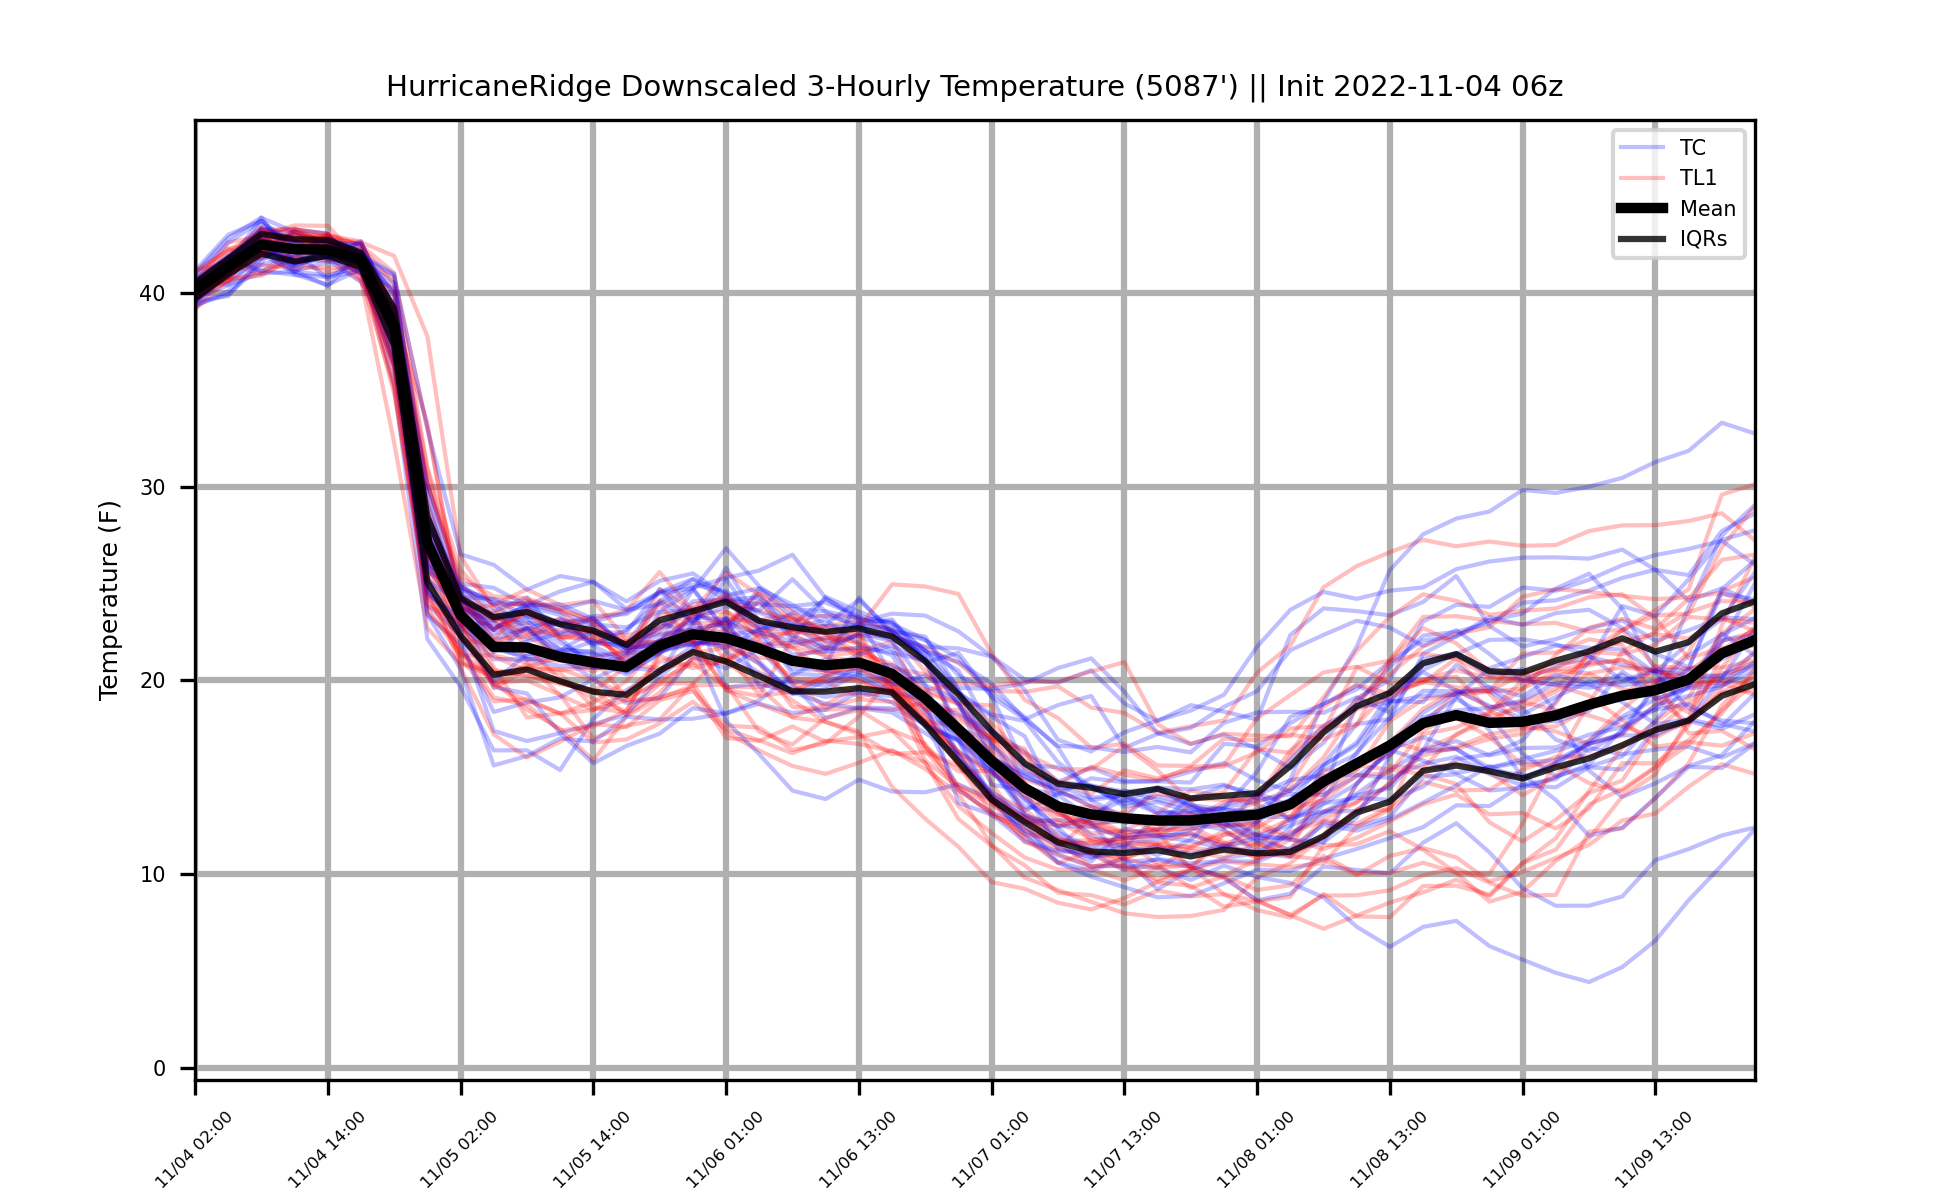 HurricaneRidge Downscaled 3-Hourly Temperature (5087') || Init 2022-11-04 06z
TC
TL1
Mean
IQRs
Temperature (F)
40
30
20
10
0
11/04 02:00
11/04 14:00
11/05 02:00
11/05 14:00
11/06 01:00
11/06 13:00
11/07 01:00
11/07 13:00
11/08 01:00
11/08 13:00
11/09 01:00
11/09 13:00